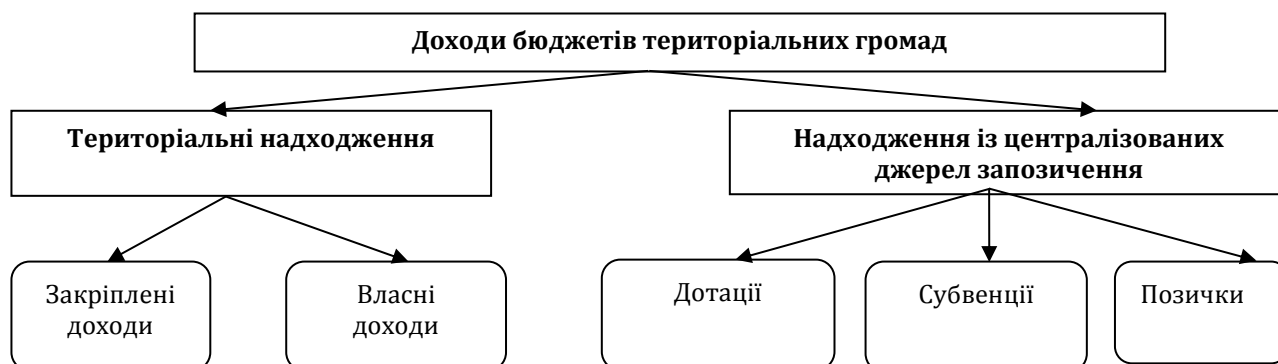 Доходи бюджетів територіальних громад
Територіальні надходження
Надходження із централізованих
джерел запозичення
Закріплені
доходи
Власні
доходи
Дотації
Субвенції
Позички